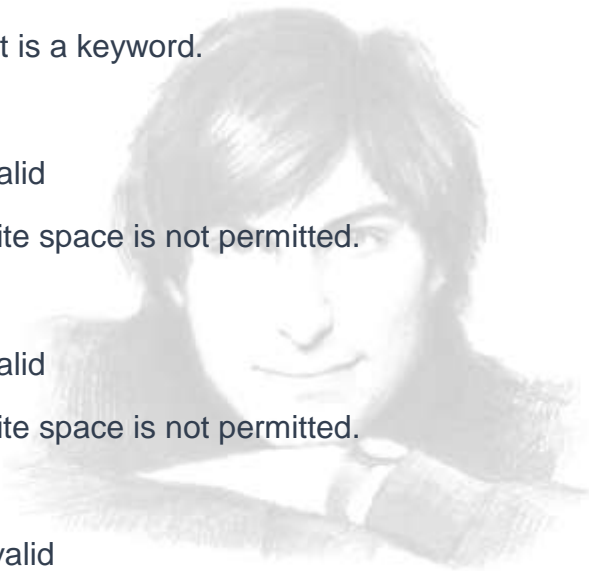 t is a keyword.
alid
ite space is not permitted.
alid
ite space is not permitted.
valid